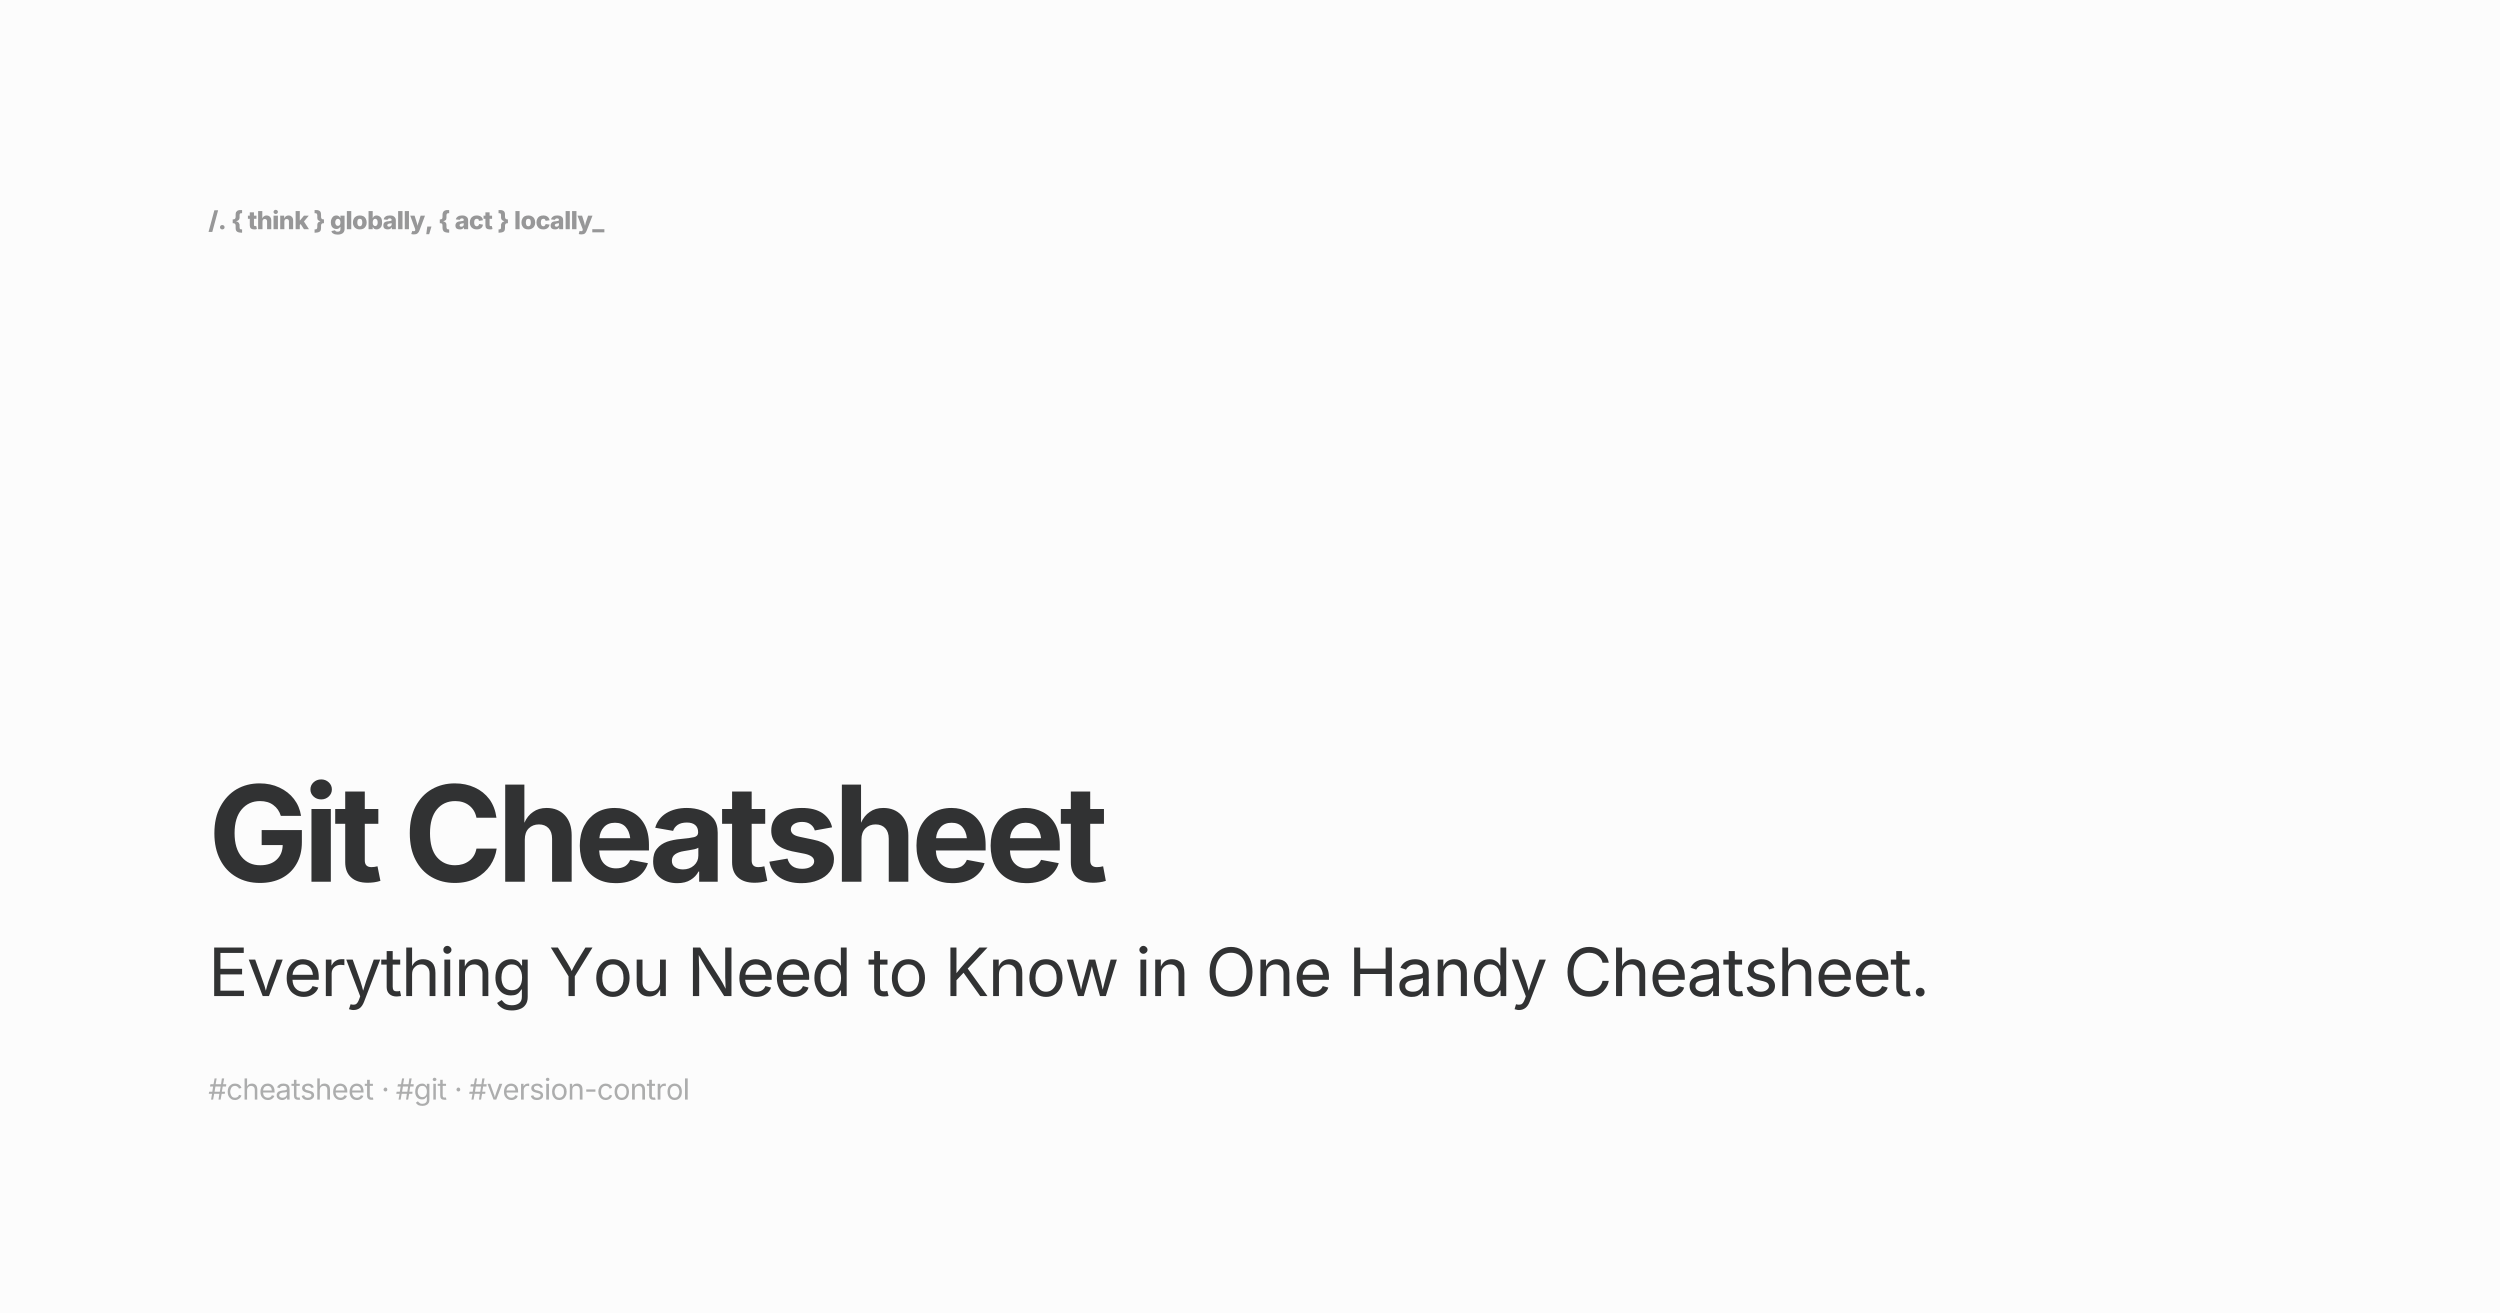 /. {think} globally, {act} locally_
Git Cheatsheet
Everything You Need to Know in One Handy Cheatsheet.
#cheatsheet • #git • #version-control